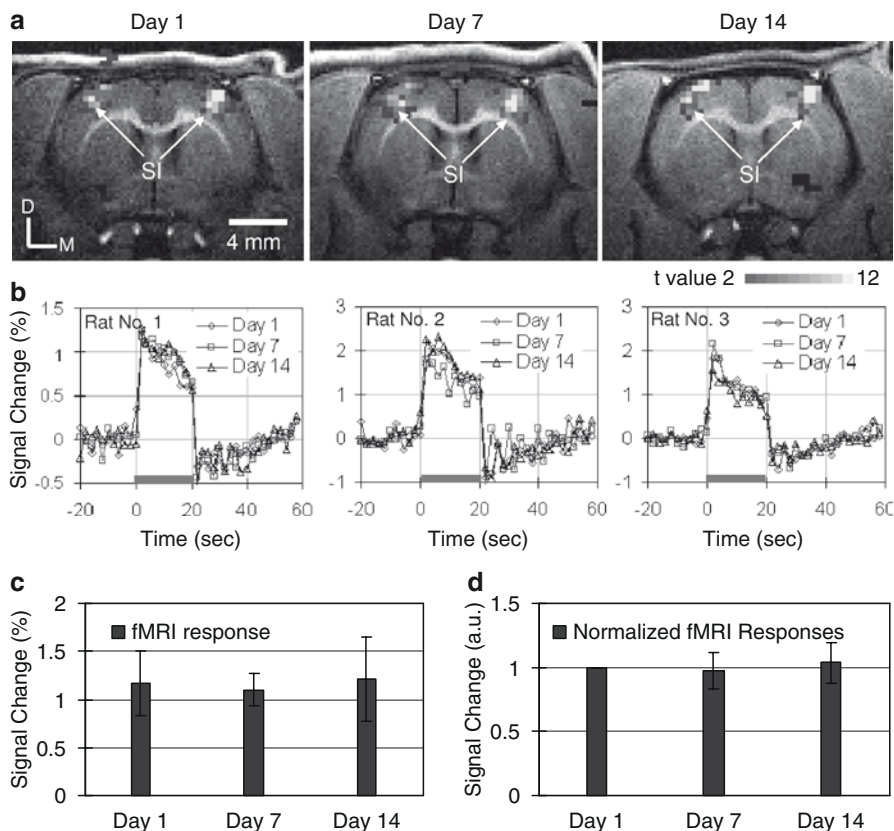 a Day 1 Day 7 Day 14
SI SI SI
D
M
4 mm
t value 2 12
b
Signal Change (%)
1.5
1
0.5
0
-0.5
Rat No. 1
Day 1
Day 7
Day 14
-20 0 20 40 60
Time (sec)
3
2
1
0
-1
Rat No. 2
Day 1
Day 7
Day 14
-20 0 20 40 60
Time (sec)
3
2
1
0
-1
Rat No. 3
Day 1
Day 7
Day 14
-20 0 20 40 60
Time (sec)
c
Signal Change (%)
2
1.5
1
0.5
0
fMRI response
Day 1 Day 7 Day 14
d
Signal Change (a.u.)
1.5
1
0.5
0
Normalized fMRI Responses
Day 1 Day 7 Day 14